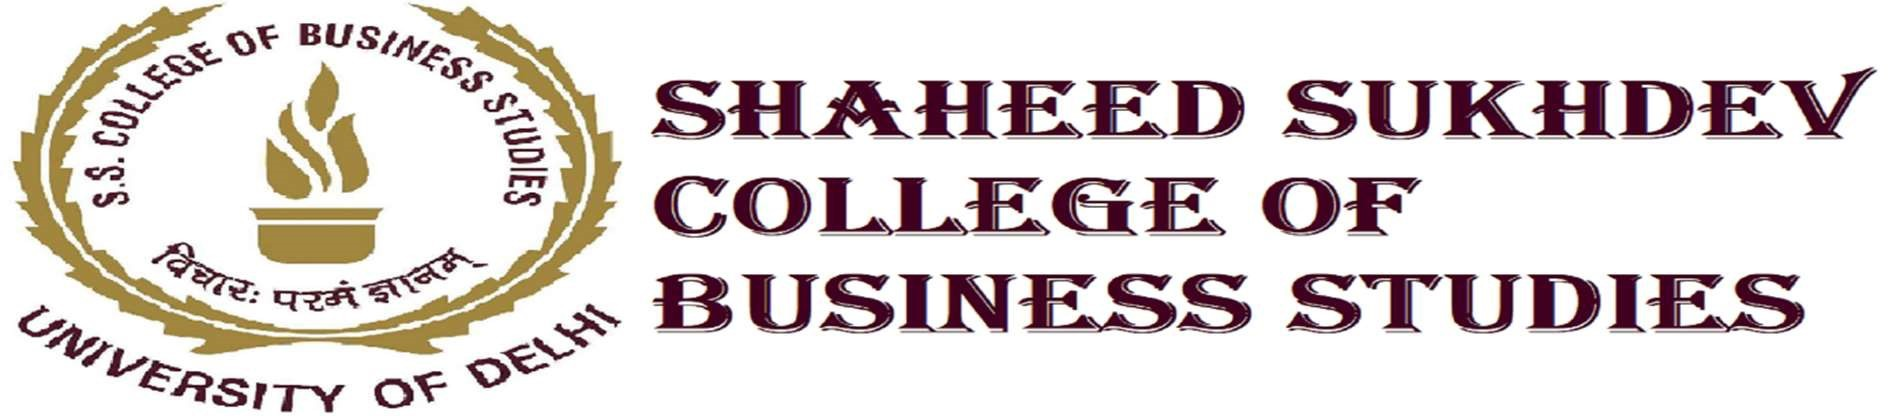 S.S. COLLEGE OF BUSINESS STUDIES
विचारः परमं ज्ञानम्
UNIVERSITY OF DELHI
SHAHEED SUKHDEV
COLLEGE OF
BUSINESS STUDIES